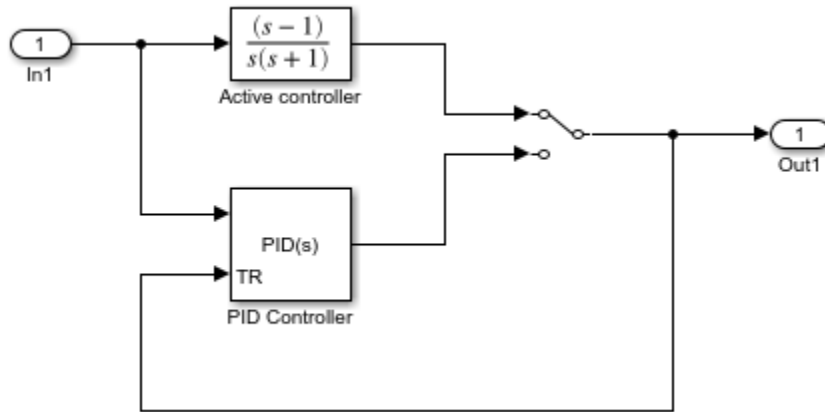 1
In1
(s − 1)
s(s + 1)
Active controller
1
Out1
PID(s)
TR
PID Controller